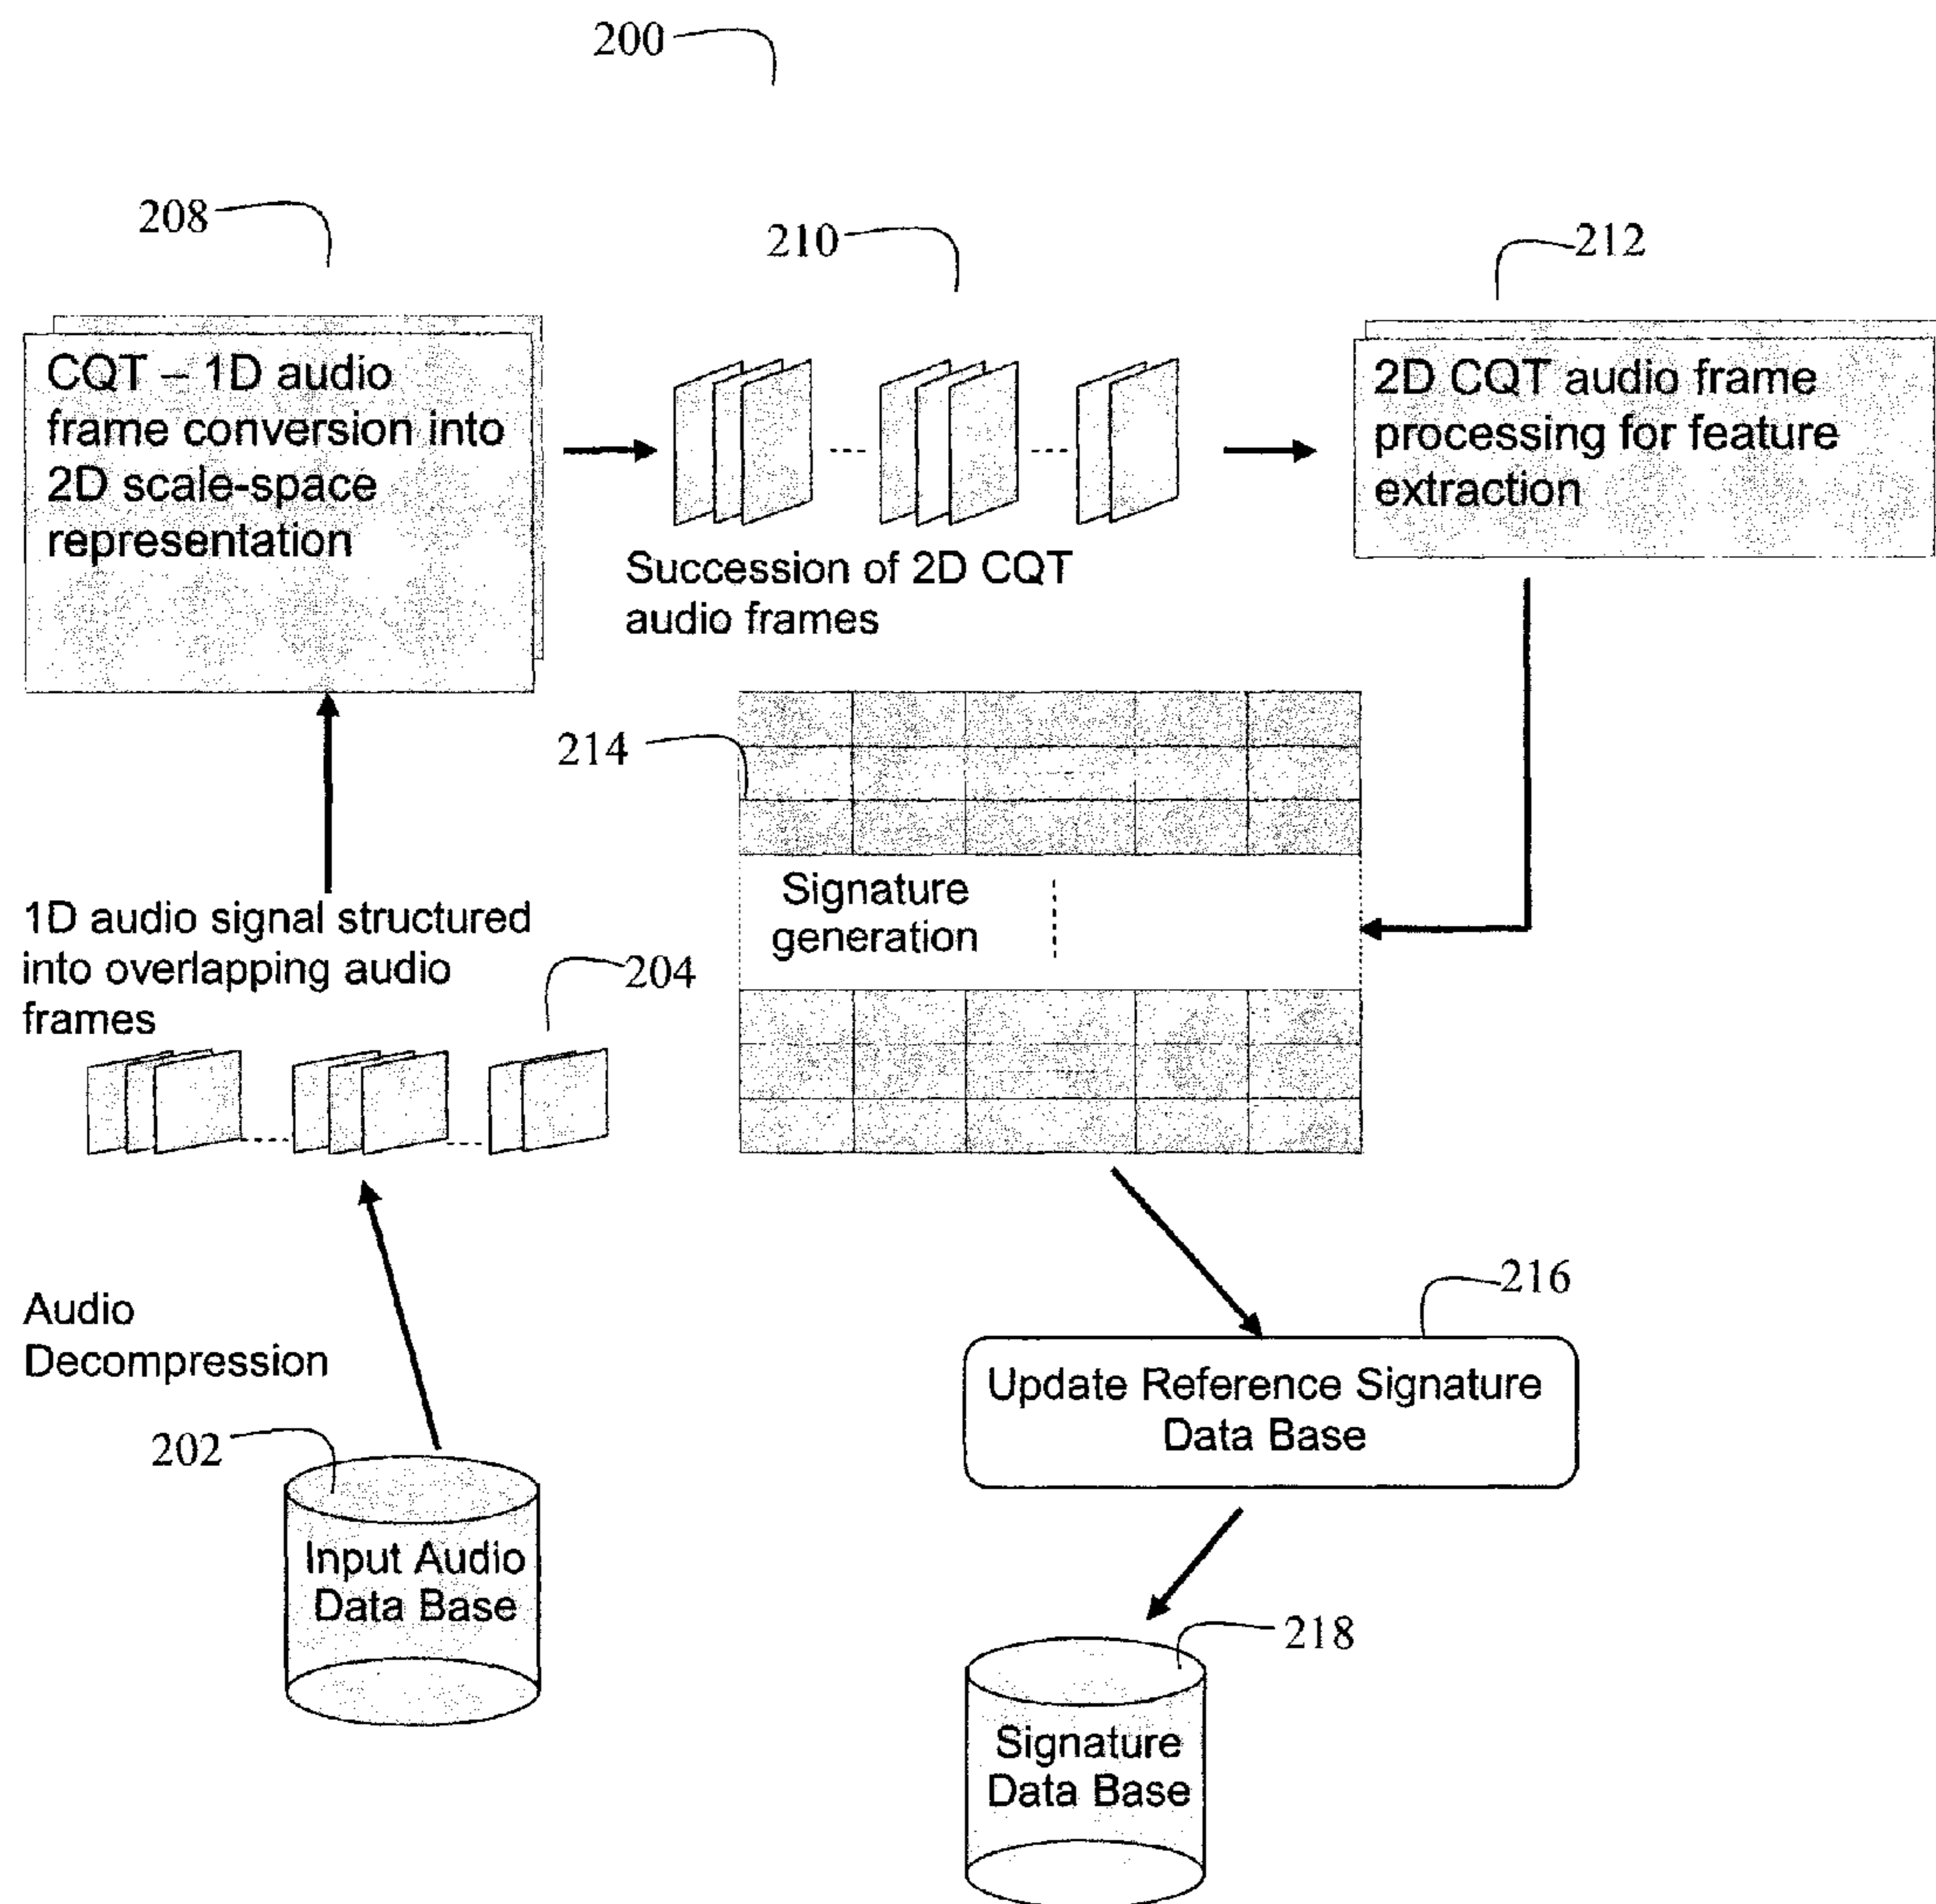 200
208
210
212
CQT – 1D audio
frame conversion into
2D scale-space
representation
Succession of 2D CQT
audio frames
2D CQT audio frame
processing for feature
extraction
214
Signature
generation
1D audio signal structured
into overlapping audio
frames
204
Audio
Decompression
202
Input Audio
Data Base
216
Update Reference Signature
Data Base
218
Signature
Data Base